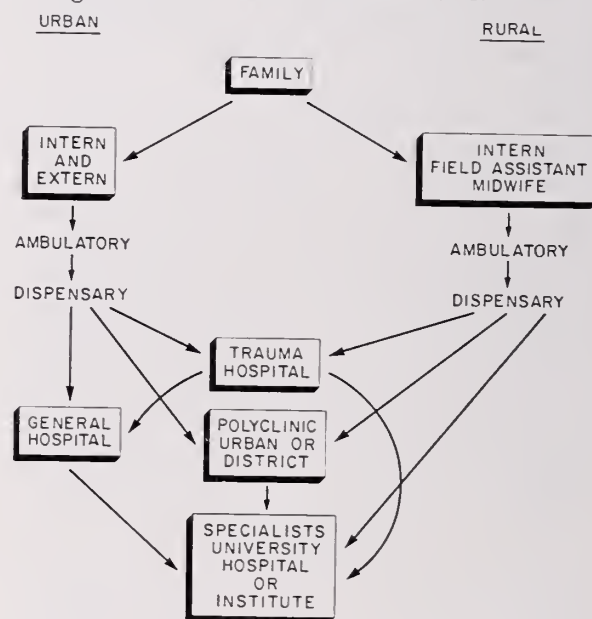 URBAN
RURAL
FAMILY
INTERN
AND
EXTERN
INTERN
FIELD ASSISTANT
MIDWIFE
AMBULATORY
AMBULATORY
DISPENSARY
DISPENSARY
TRAUMA
HOSPITAL
GENERAL
HOSPITAL
POLYCLINIC
URBAN OR
DISTRICT
SPECIALISTS
UNIVERSITY
HOSPITAL
OR
INSTITUTE